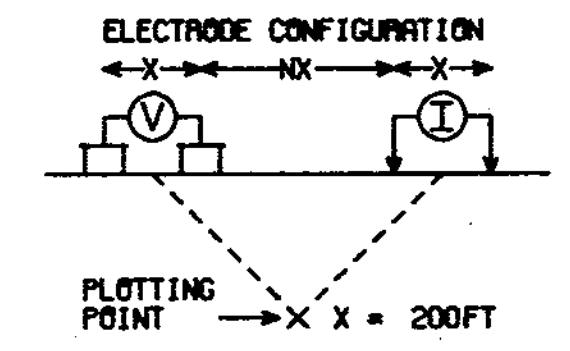 ELECTRODE CONFIGURATION
X NX X
V I
PLOTTING
POINT X X = 200FT